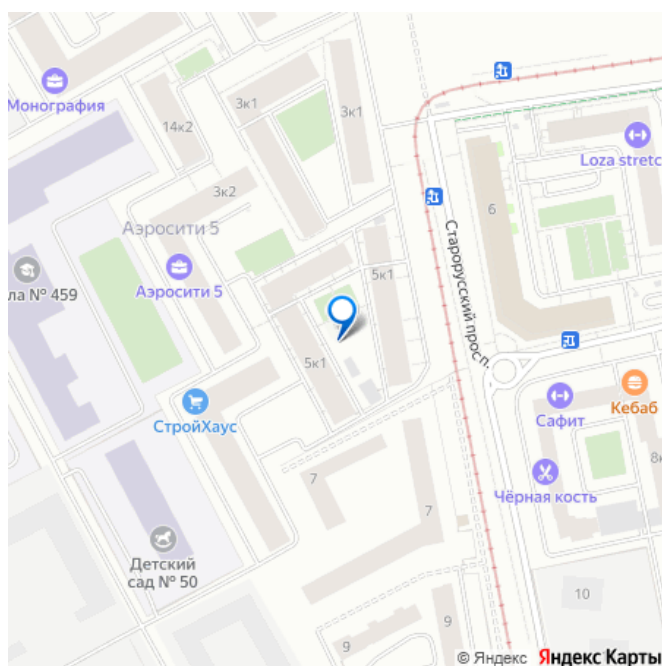 Монография
3к1
3к1
14к2
Loza stretc
3к2
6
Аэросити 5
Старорусский просп.
5к1
ла № 459
Аэросити 5
5к1
Кебаб
СтройХаус
Сафит
8к
7
Чёрная кость
7
Детский
сад № 50
10
9
9
© Яндекс Яндекс Карты